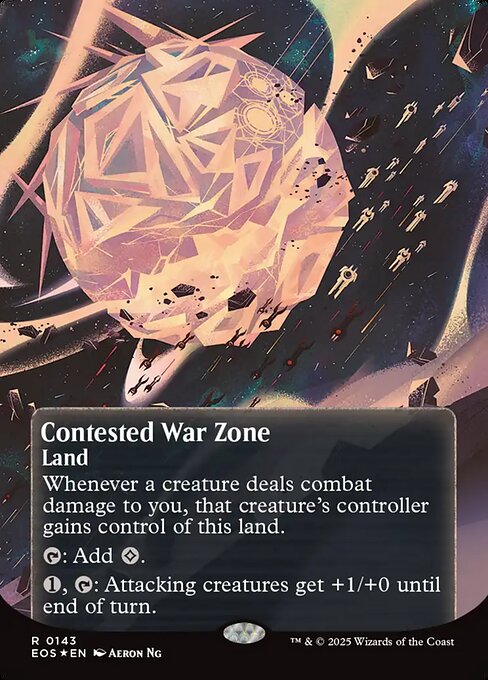 Contested War Zone
Land
Whenever a creature deals combat
damage to you, that creature's controller
gains control of this land.
: Add .
1, : Attacking creatures get +1/+0 until
end of turn.
R 0143
™ & © 2025 Wizards of the Coast
EOS★EN Aeron Ng